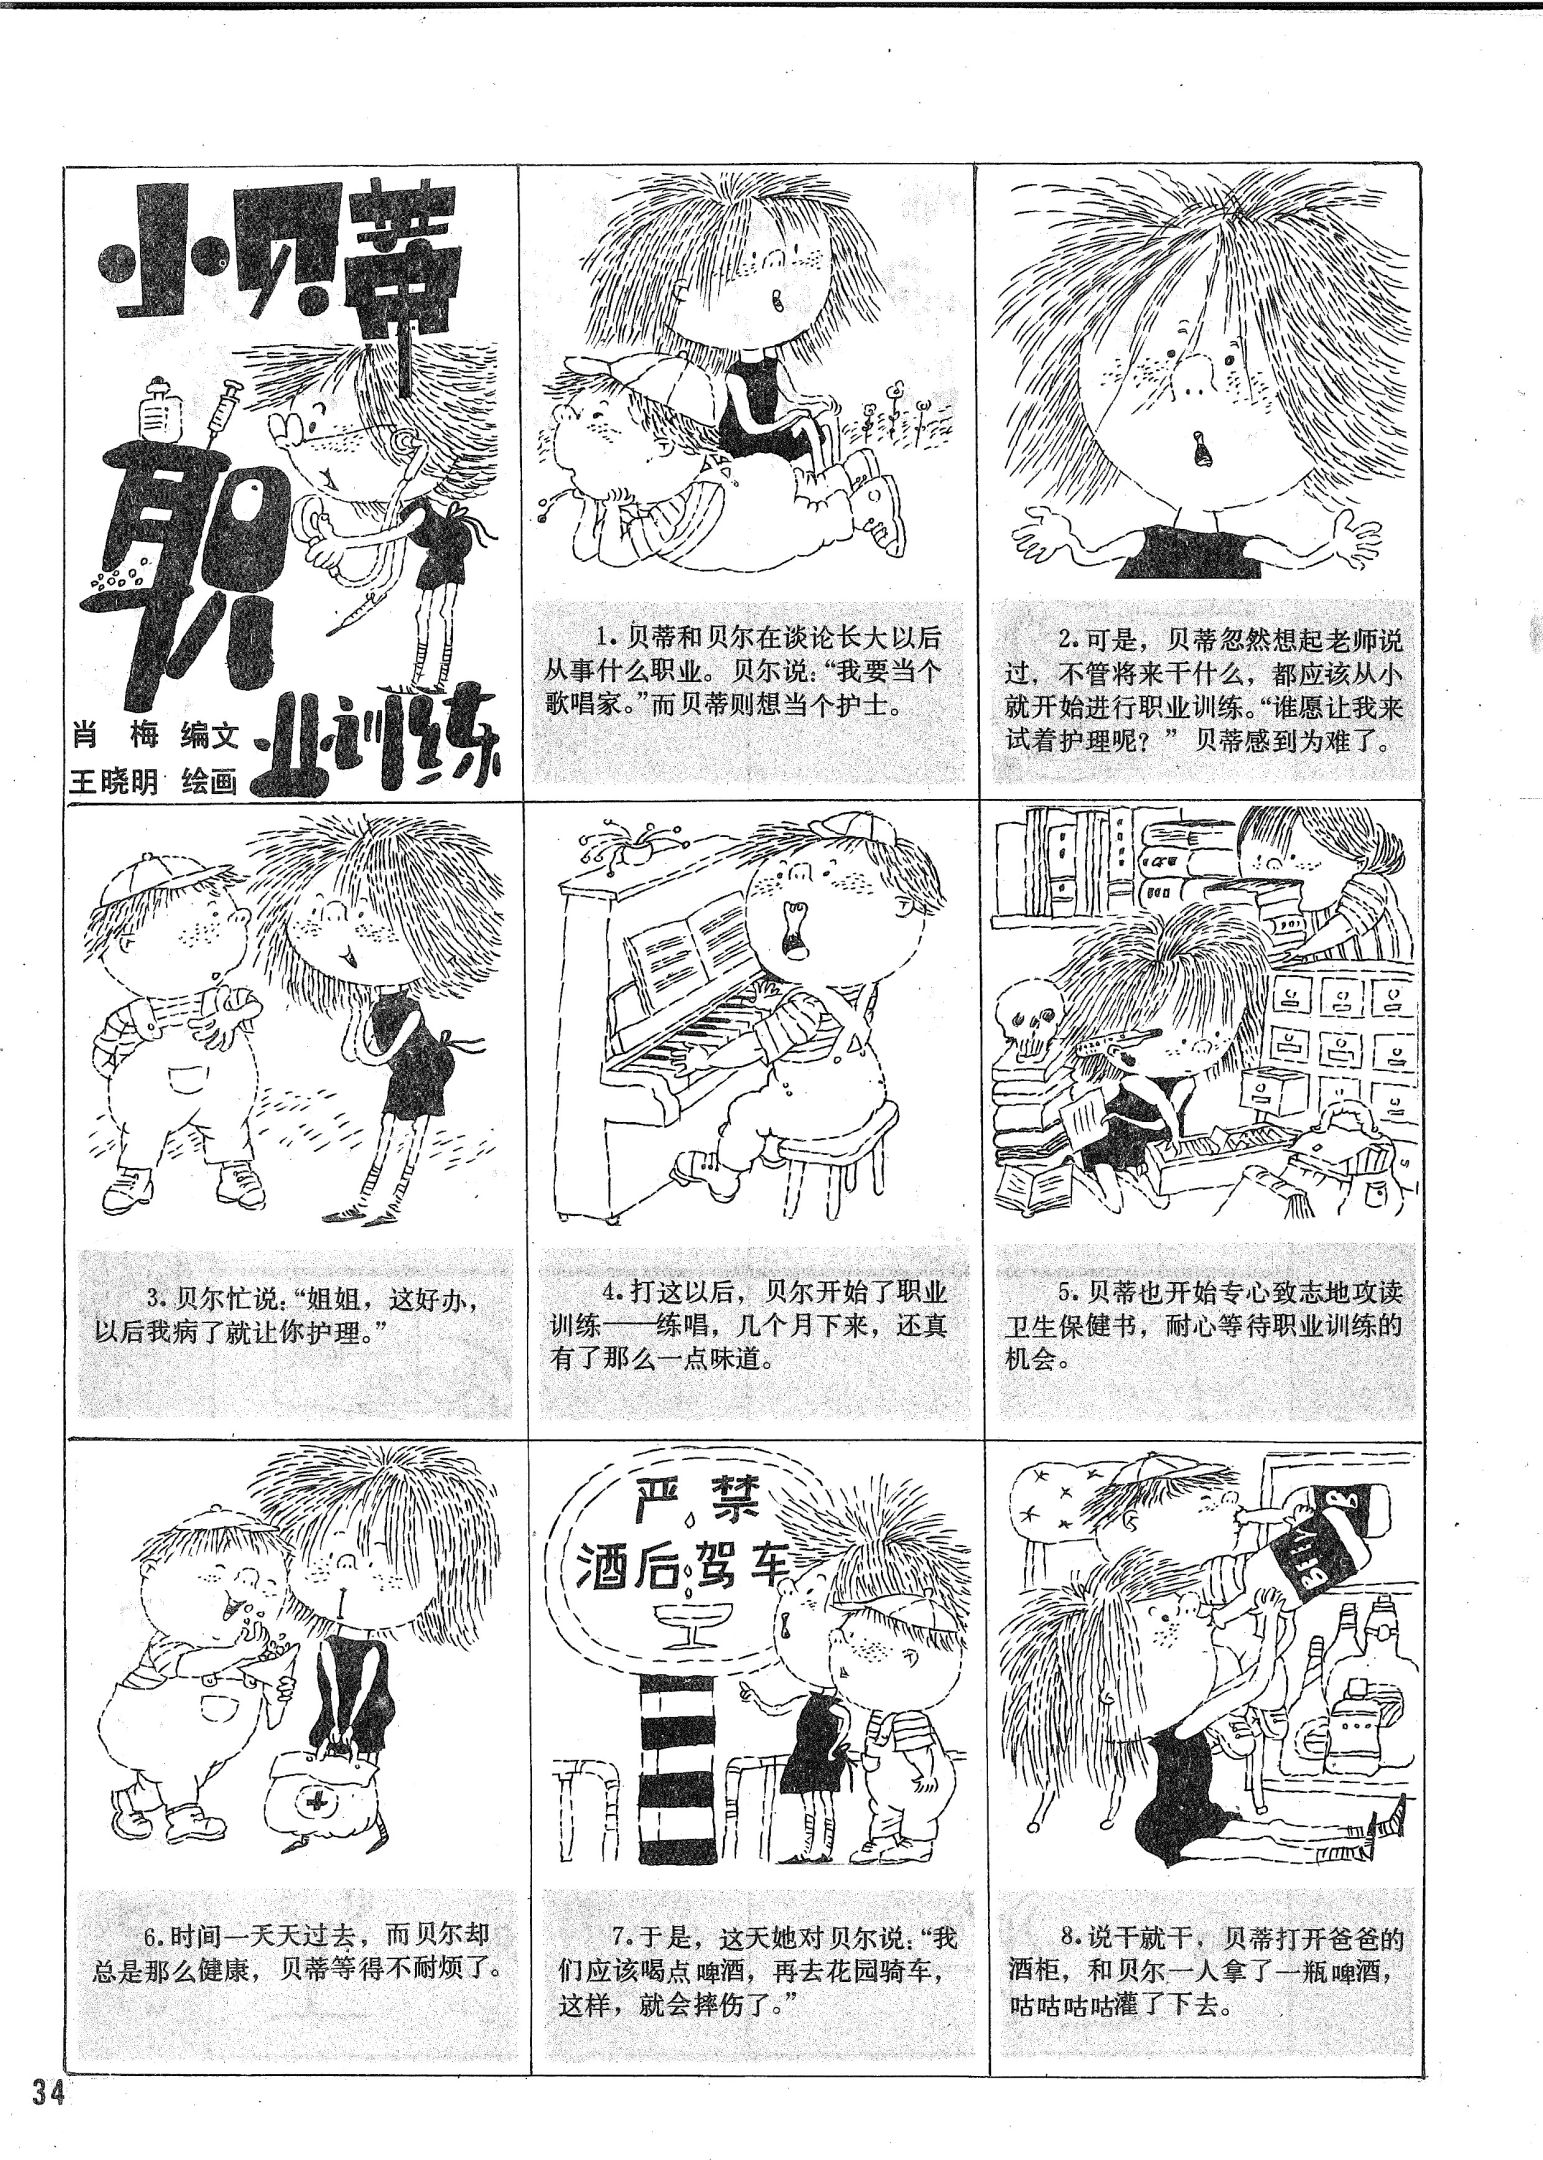 小贝蒂
职
业训练
肖 梅 编文
王晓明 绘画
1.贝蒂和贝尔在谈论长大以后
从事什么职业。贝尔说：“我要当个
歌唱家。”而贝蒂则想当个护士。
2.可是，贝蒂忽然想起老师说
过，不管将来干什么，都应该从小
就开始进行职业训练。“谁愿让我来
试着护理呢？” 贝蒂感到为难了。
3.贝尔忙说：“姐姐，这好办，
以后我病了就让你护理。”
4.打这以后，贝尔开始了职业
训练——练唱，几个月下来，还真
有了那么一点味道。
5.贝蒂也开始专心致志地攻读
卫生保健书，耐心等待职业训练的
机会。
6.时间一天天过去，而贝尔却
总是那么健康，贝蒂等得不耐烦了。
严禁
酒后驾车
7.于是，这天她对贝尔说：“我
们应该喝点啤酒，再去花园骑车，
这样，就会摔伤了。”
8.说干就干，贝蒂打开爸爸的
酒柜，和贝尔一人拿了一瓶啤酒，
咕咕咕咕灌了下去。
34